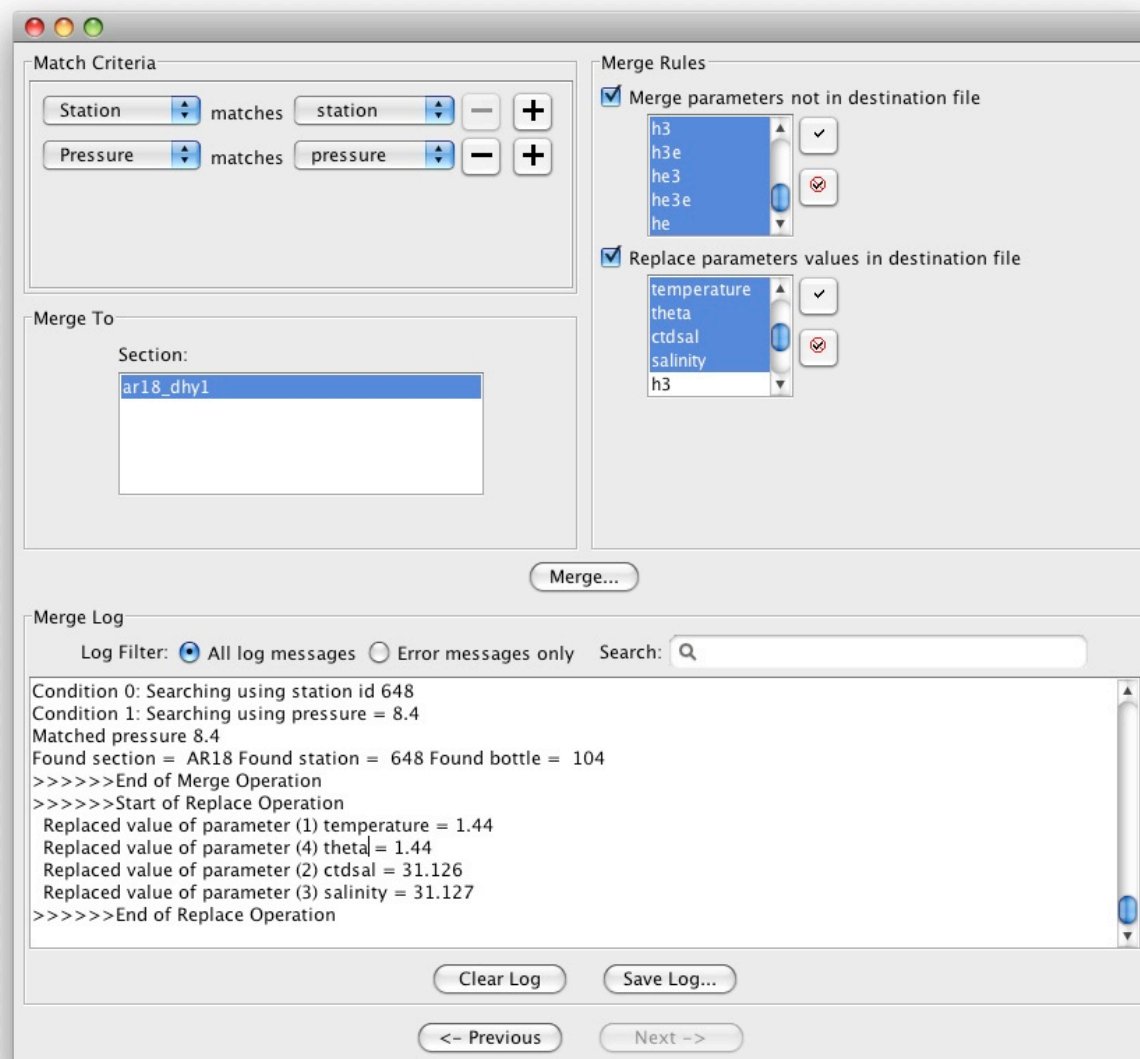 Match Criteria
Station matches station
Pressure matches pressure
Merge To
Section:
ar18_dhy1
Merge Rules
Merge parameters not in destination file
h3
h3e
he3
he3e
he
Replace parameters values in destination file
temperature
theta
ctdsal
salinity
h3
Merge...
Merge Log
Log Filter: All log messages Error messages only Search:
Condition 0: Searching using station id 648
Condition 1: Searching using pressure = 8.4
Matched pressure 8.4
Found section =  AR18 Found station =  648 Found bottle =  104
>>>>>>End of Merge Operation
>>>>>>Start of Replace Operation
Replaced value of parameter (1) temperature = 1.44
Replaced value of parameter (4) theta = 1.44
Replaced value of parameter (2) ctdsal = 31.126
Replaced value of parameter (3) salinity = 31.127
>>>>>>End of Replace Operation
Clear Log Save Log...
<- Previous Next ->